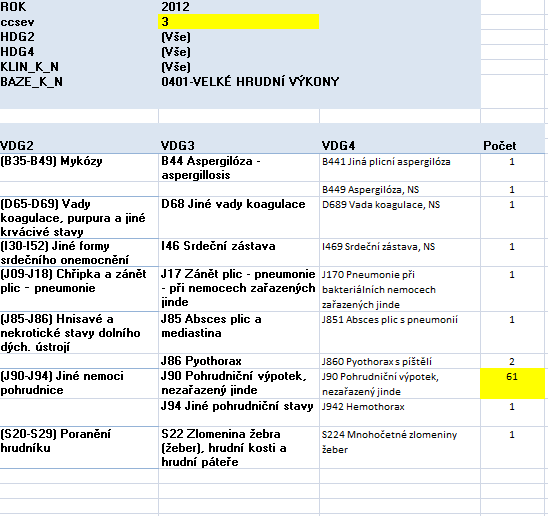 ROK 2012
ccsev 3
HDG2 (Vše)
HDG4 (Vše)
KLIN_K_N (Vše)
BAZE_K_N 0401-VELKÉ HRUDNÍ VÝKONY
VDG2 VDG3 VDG4 Počet
(B35-B49) Mykózy B44 Aspergilóza - B441 Jiná plicní aspergilóza 1
aspergillosis
B449 Aspergilóza, NS 1
(D65-D69) Vady D68 Jiné vady koagulace D689 Vada koagulace, NS 1
koagulace, purpura a jiné
krvácivé stavy
(I30-I52) Jiné formy I46 Srdeční zástava I469 Srdeční zástava, NS 1
srdečního onemocnění
(J09-J18) Chřipka a zánět J17 Zánět plic - pneumonie J170 Pneumonie při 1
plic - pneumonie - při nemocech zařazených bakteriálních nemocech
jinde zařazených jinde
(J85-J86) Hnisavé a J85 Absces plic a J851 Absces plic s pneumonií 1
nekrotické stavy dolního mediastina
dých. ústrojí
J86 Pyothorax J860 Pyothorax s píštělí 2
(J90-J94) Jiné nemoci J90 Pohrudniční výpotek, J90 Pohrudniční výpotek, 61
pohrudnice nezařazený jinde nezařazený jinde
J94 Jiné pohrudniční stavy J942 Hemothorax 1
(S20-S29) Poranění S22 Zlomenina žebra S224 Mnohočetné zlomeniny 1
hrudníku (žeber), hrudní kosti a žeber
hrudní páteře